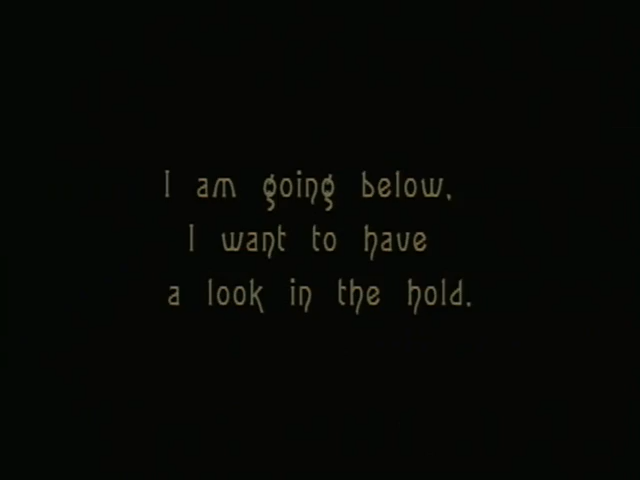 I am going below.
I want to have
a look in the hold.